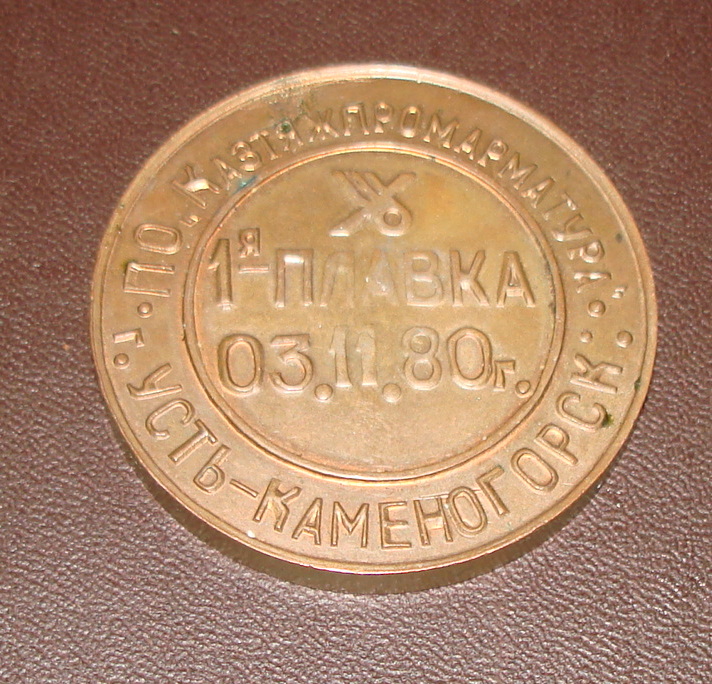 ПО "КАЗТЯЖПРОМАРМАТУРА"
1я-ПЛАВКА
03.11.80г.
г. УСТЬ-КАМЕНОГОРСК.